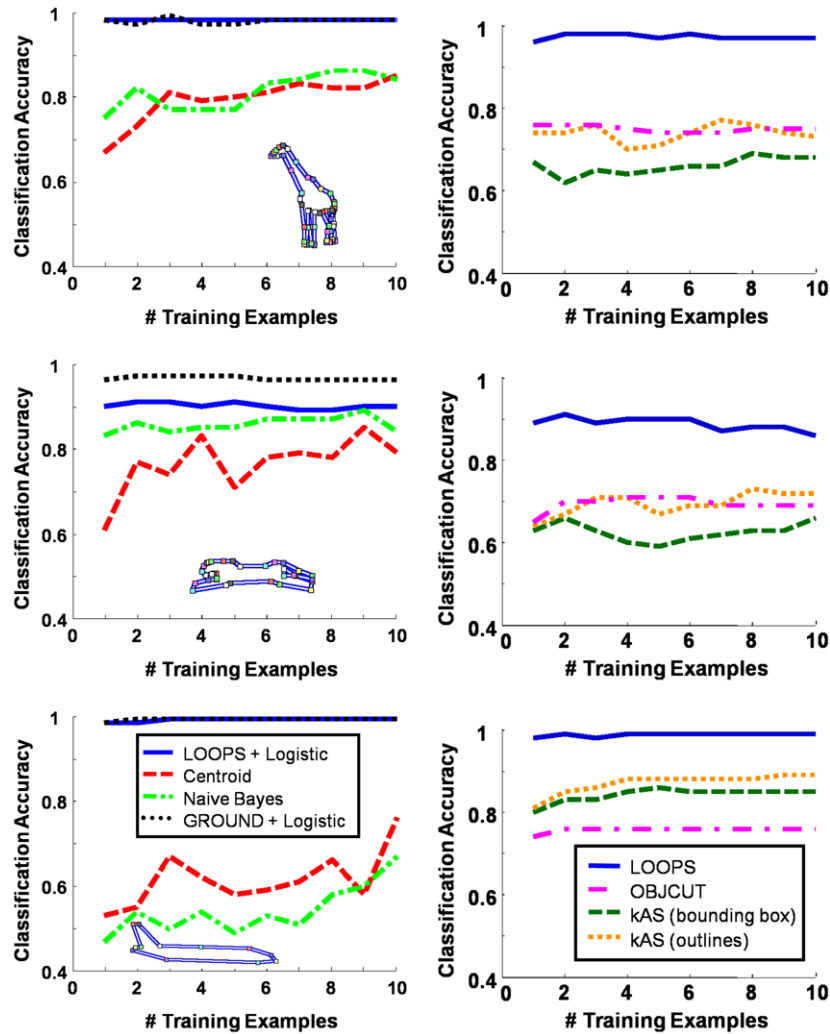 Classification Accuracy
1
0.8
0.6
0.4
0 2 4 6 8 10
# Training Examples
Classification Accuracy
1
0.8
0.6
0.4
0 2 4 6 8 10
# Training Examples
Classification Accuracy
1
0.8
0.6
0.4
0 2 4 6 8 10
# Training Examples
Classification Accuracy
1
0.8
0.6
0.4
0 2 4 6 8 10
# Training Examples
Classification Accuracy
1
0.8
0.6
0.4
LOOPS + Logistic
Centroid
Naive Bayes
GROUND + Logistic
0 2 4 6 8 10
# Training Examples
Classification Accuracy
1
0.8
0.6
0.4
LOOPS
OBJCUT
kAS (bounding box)
kAS (outlines)
0 2 4 6 8 10
# Training Examples